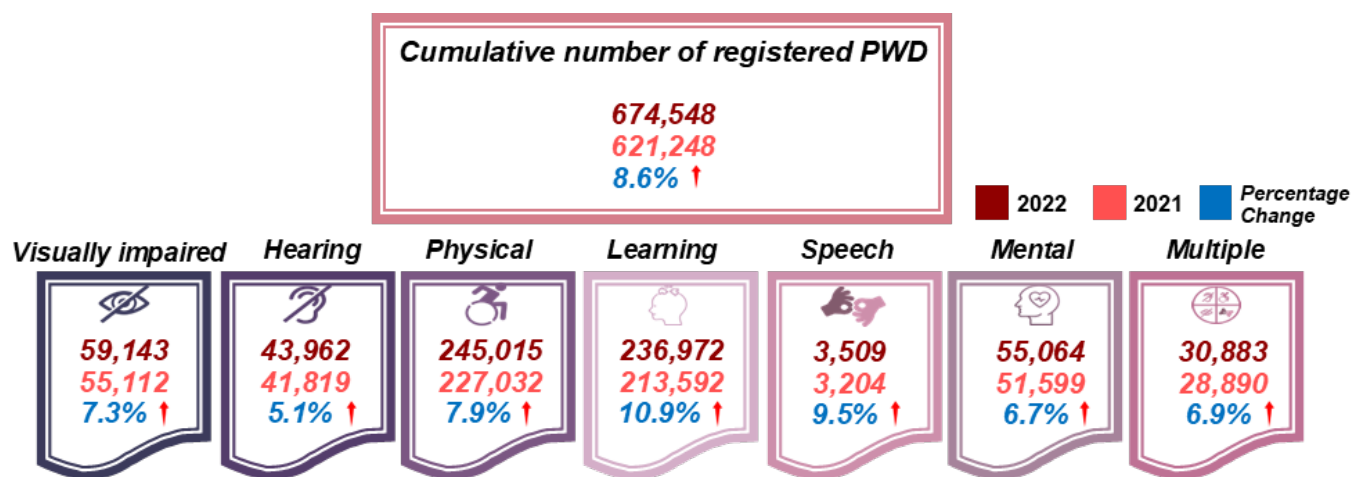 Cumulative number of registered PWD
674,548
621,248
8.6%
2022
2021
Percentage
Change
Visually impaired
59,143
55,112
7.3%
Hearing
43,962
41,819
5.1%
Physical
245,015
227,032
7.9%
Learning
236,972
213,592
10.9%
Speech
3,509
3,204
9.5%
Mental
55,064
51,599
6.7%
Multiple
30,883
28,890
6.9%